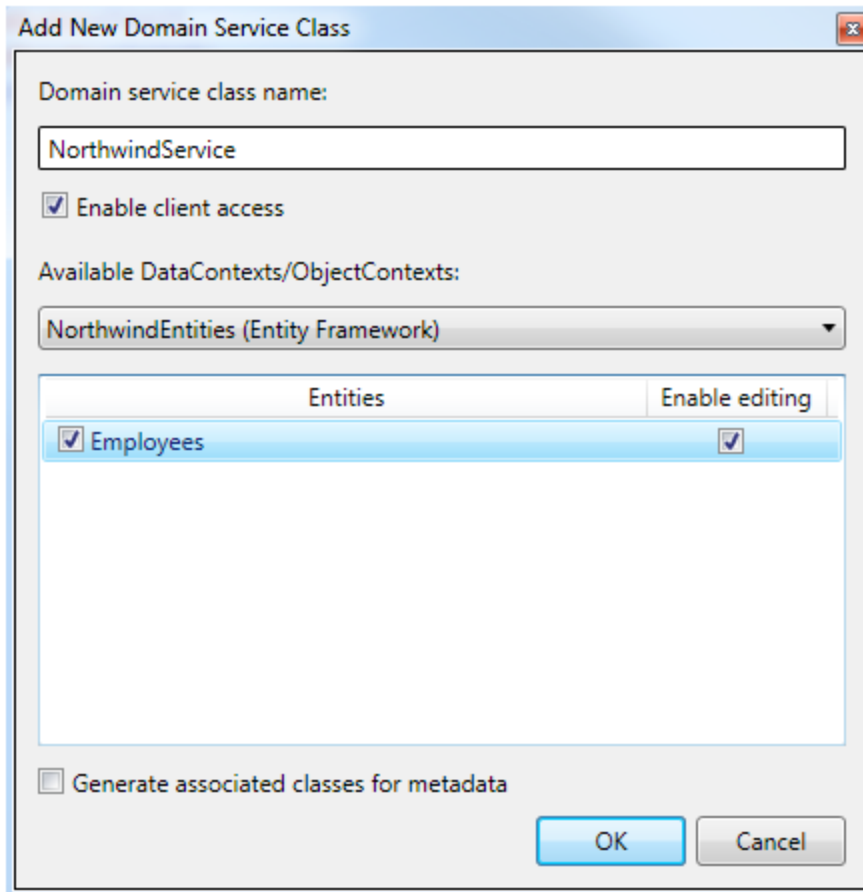 Add New Domain Service Class
Domain service class name:
NorthwindService
Enable client access
Available DataContexts/ObjectContexts:
NorthwindEntities (Entity Framework)
Entities Enable editing
Employees
Generate associated classes for metadata
OK Cancel